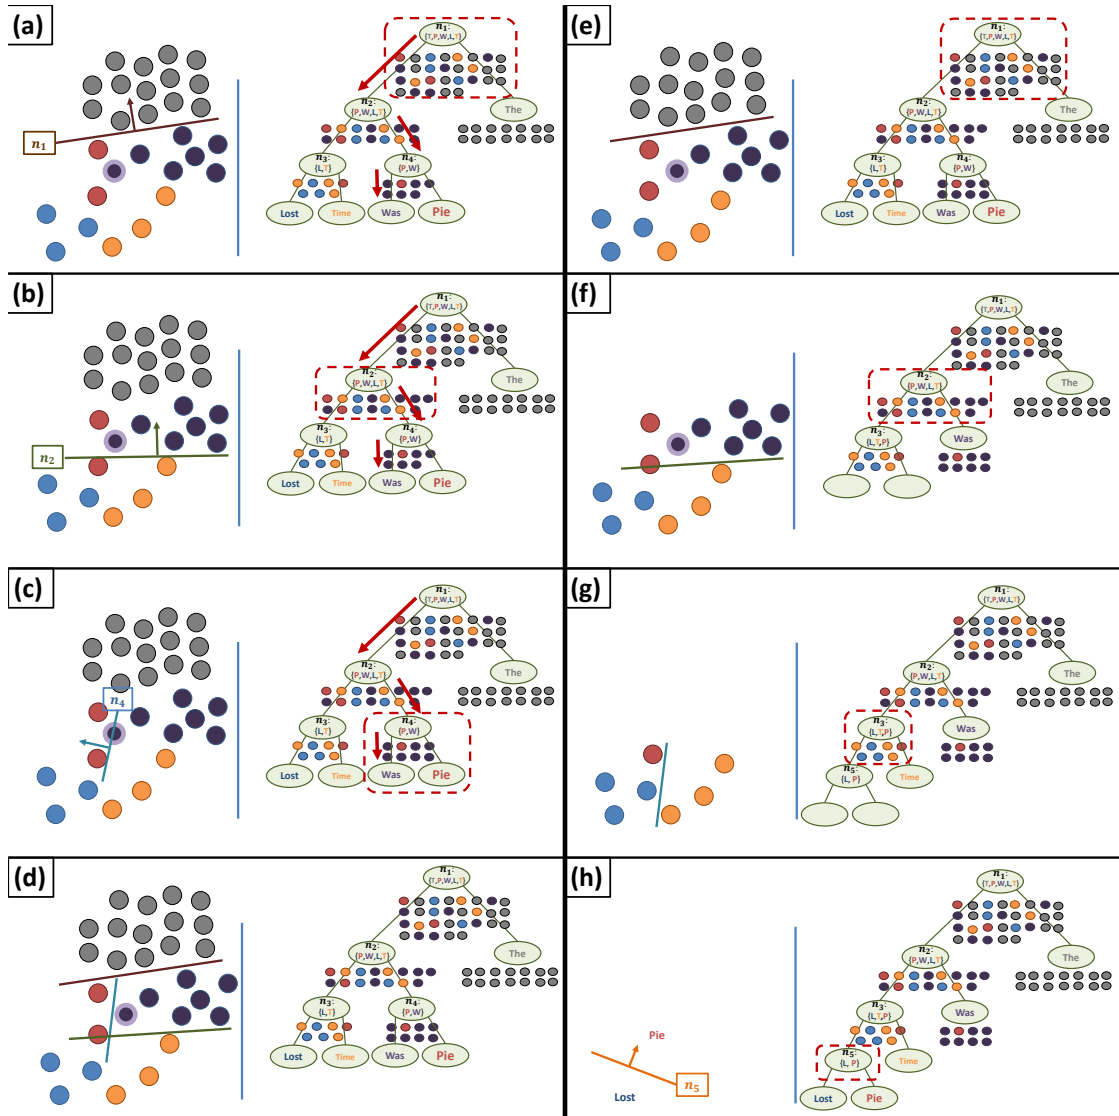 (a)
n₁:
{T,P,W,L,T}
n₂:
{P,W,L,T}
The
n₁
n₃
{L,T}
n₄:
{P,W}
Lost
Time
Was
Pie
(e)
n₁:
{T,P,W,L,T}
n₂:
{P,W,L,T}
The
n₃:
{L,T}
n₄:
{P,W}
Lost
Time
Was
Pie
(b)
n₁:
{T,P,W,L,T}
n₂:
{P,W,L,T}
The
n₂
n₃:
{L,T}
n₄:
{P,W}
Lost
Time
Was
Pie
(f)
n₁:
{T,P,W,L,T}
n₂:
{P,W,L,T}
The
n₃:
{L,T,P}
Was
(c)
n₁:
{T,P,W,L,T}
n₂:
{P,W,L,T}
The
n₄
n₃:
{L,T}
n₄:
{P,W}
Lost
Time
Was
Pie
(g)
n₁:
{T,P,W,L,T}
n₂:
{P,W,L,T}
The
n₃:
{L,T,P}
Was
n₅:
{L, P}
Time
(d)
n₁:
{T,P,W,L,T}
n₂:
{P,W,L,T}
The
n₃:
{L,T}
n₄:
{P,W}
Lost
Time
Was
Pie
(h)
n₁:
{T,P,W,L,T}
n₂:
{P,W,L,T}
The
n₃:
{L,T,P}
Was
Pie
n₅:
{L, P}
Time
n₅
Lost
Lost
Pie